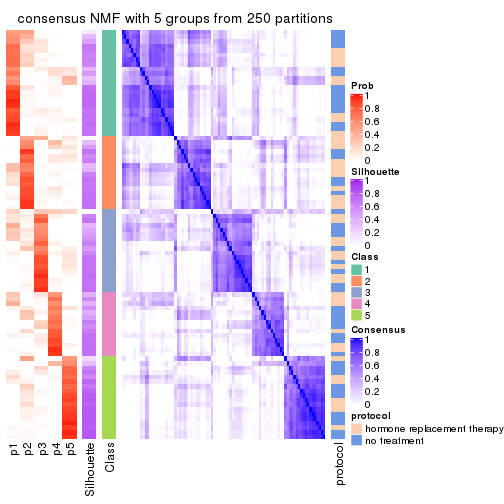 consensus NMF with 5 groups from 250 partitions
Prob
1
0.8
0.6
0.4
0.2
0
Silhouette
1
0.8
0.6
0.4
0.2
0
Class
1
2
3
4
5
Consensus
1
0.8
0.6
0.4
0.2
0
protocol
hormone replacement therapy
no treatment
p1
p2
p3
p4
p5
Silhouette
Class
protocol